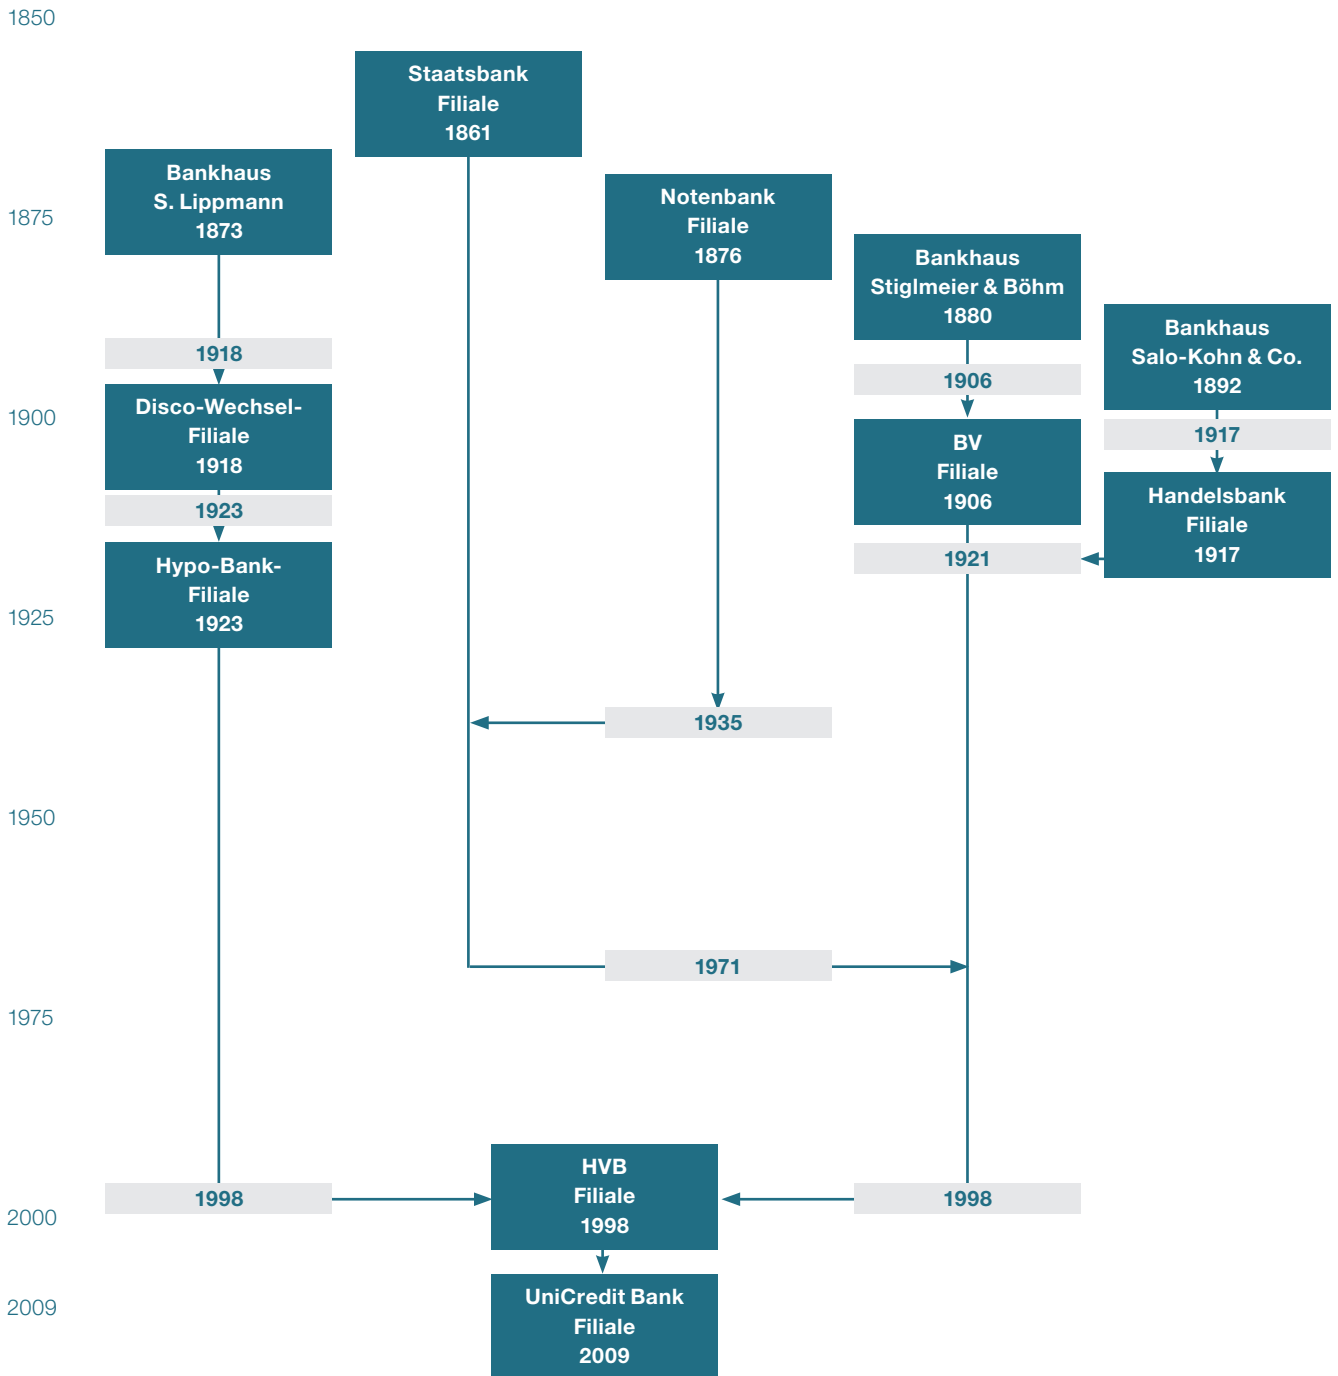 1850
Staatsbank
Filiale
1861
Bankhaus
S. Lippmann
1873
1875
Notenbank
Filiale
1876
Bankhaus
Stiglmeier & Böhm
1880
Bankhaus
Salo-Kohn & Co.
1892
1918
1906
Disco-Wechsel-
Filiale
1918
1900
1917
BV
Filiale
1906
1923
Handelsbank
Filiale
1917
Hypo-Bank-
Filiale
1923
1921
1925
1935
1950
1971
1975
HVB
Filiale
1998
1998
1998
2000
UniCredit Bank
Filiale
2009
2009